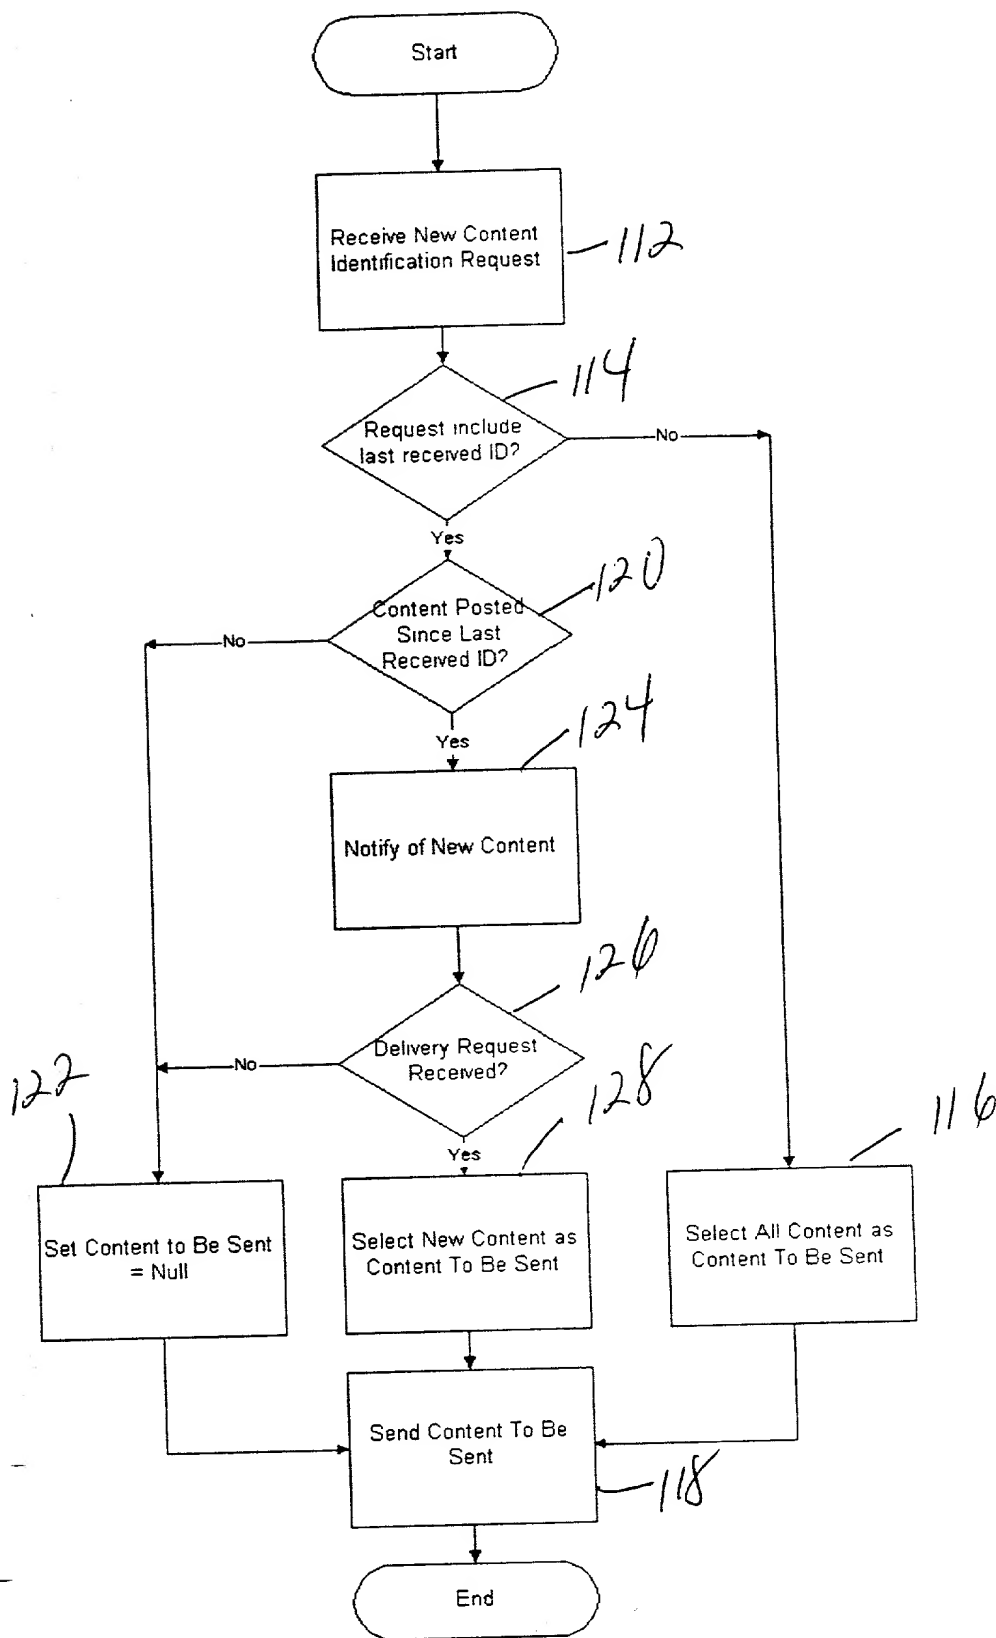 Start
Receive New Content
Identification Request
112
114
Request include
last received ID?
No
Yes
120
Content Posted
Since Last
Received ID?
No
Yes
124
Notify of New Content
126
Delivery Request
Received?
No
Yes
122
128
116
Set Content to Be Sent
= Null
Select New Content as
Content To Be Sent
Select All Content as
Content To Be Sent
Send Content To Be
Sent
118
End